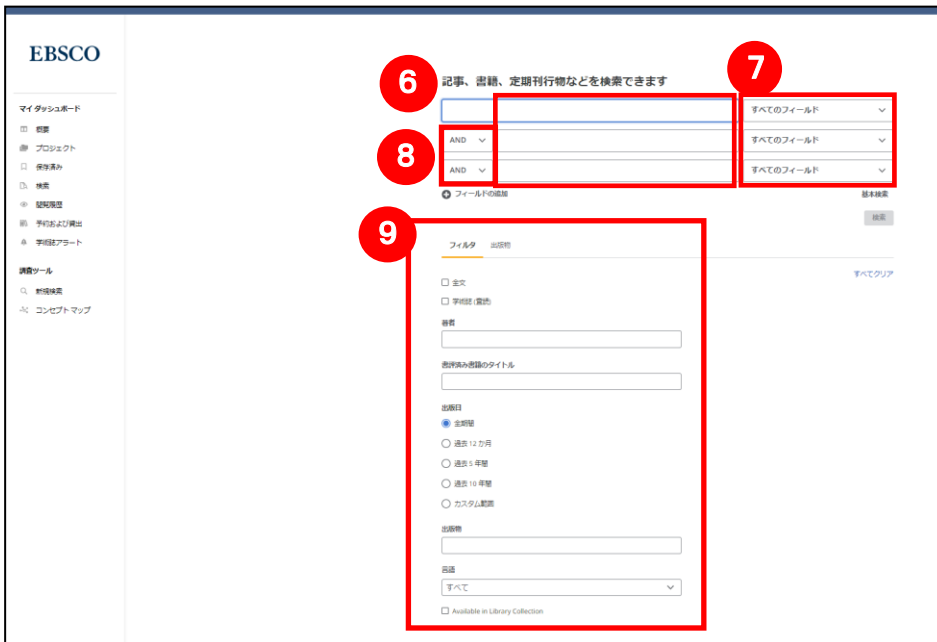 EBSCO
マイ ダッシュボード
概要
プロジェクト
保存済み
検索
閲覧履歴
予約および貸出
学術誌アラート
調査ツール
新規検索
コンセプト マップ
6
記事、書籍、定期刊行物などを検索できます
7
すべてのフィールド
8
AND
すべてのフィールド
AND
すべてのフィールド
フィールドの追加
基本検索
検索
9
フィルタ 出版物
すべてクリア
全文
学術誌 (査読)
著者
書評済み書籍のタイトル
出版日
全期間
過去 12 か月
過去 5 年間
過去 10 年間
カスタム範囲
出版物
言語
すべて
Available in Library Collection